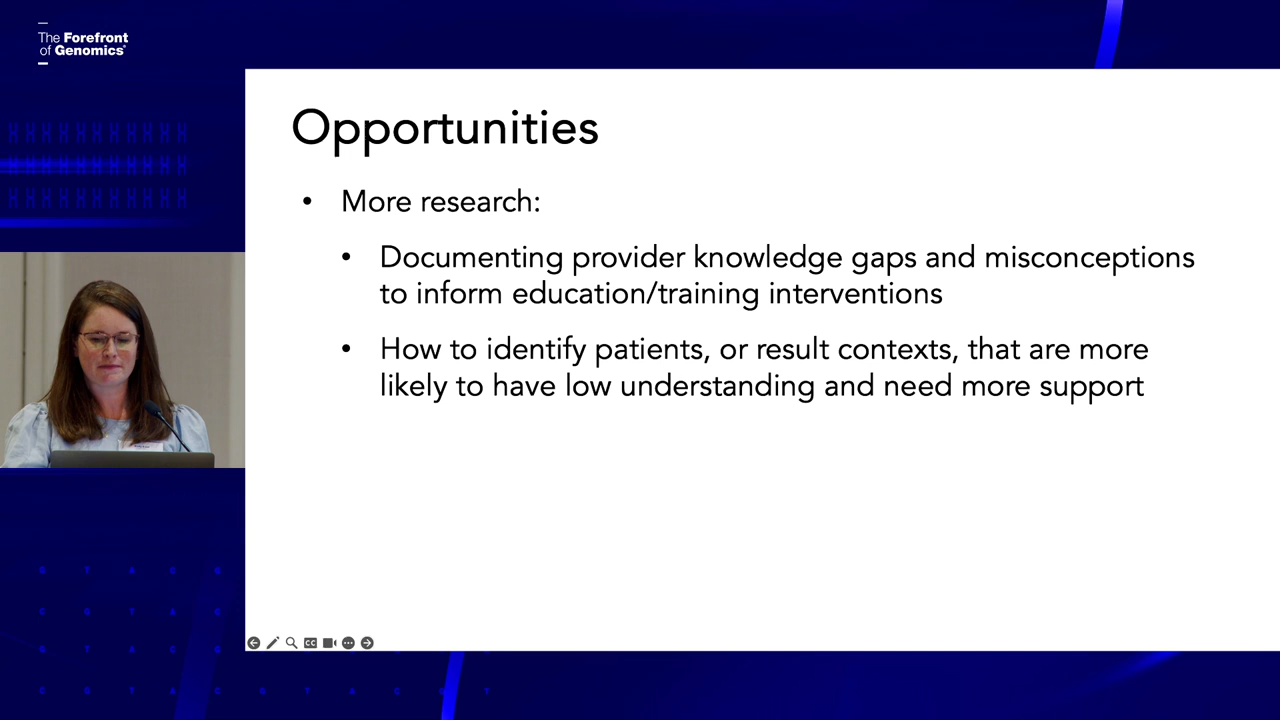 The Forefront
of Genomics®
Opportunities
• More research:
• Documenting provider knowledge gaps and misconceptions
to inform education/training interventions
• How to identify patients, or result contexts, that are more
likely to have low understanding and need more support
CC